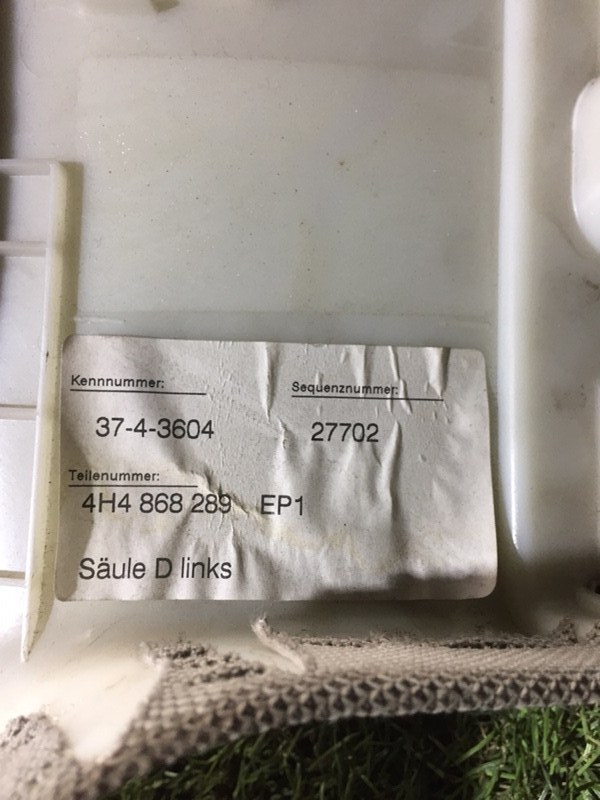 Kennnummer: Sequenznummer:
37-4-3604 27702
Teilenummer:
4H4 868 289 EP1
Säule D links